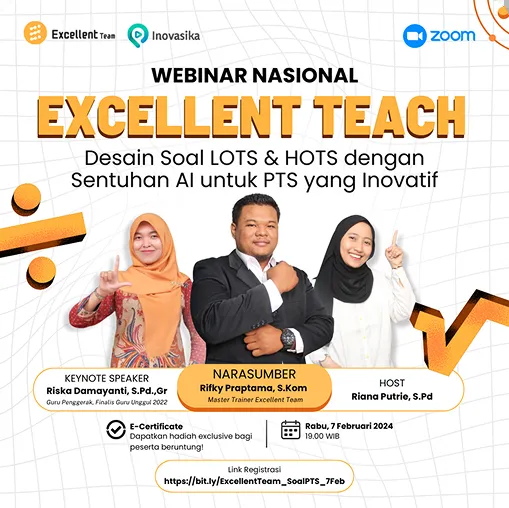 Excellent Team
Inovasika
zoom
WEBINAR NASIONAL
EXCELLENT TEACH
Desain Soal LOTS & HOTS dengan
Sentuhan AI untuk PTS yang Inovatif
KEYNOTE SPEAKER
Riska Damayanti, S.Pd.,Gr
Guru Penggerak, Finalis Guru Unggul 2022
NARASUMBER
Rifky Praptama, S.Kom
Master Trainer Excellent Team
HOST
Riana Putrie, S.Pd
E-Certificate
Dapatkan hadiah exclusive bagi
peserta beruntung!
Rabu, 7 Februari 2024
19.00 WIB
Link Registrasi
https://bit.ly/ExcellentTeam_SoalPTS_7Feb